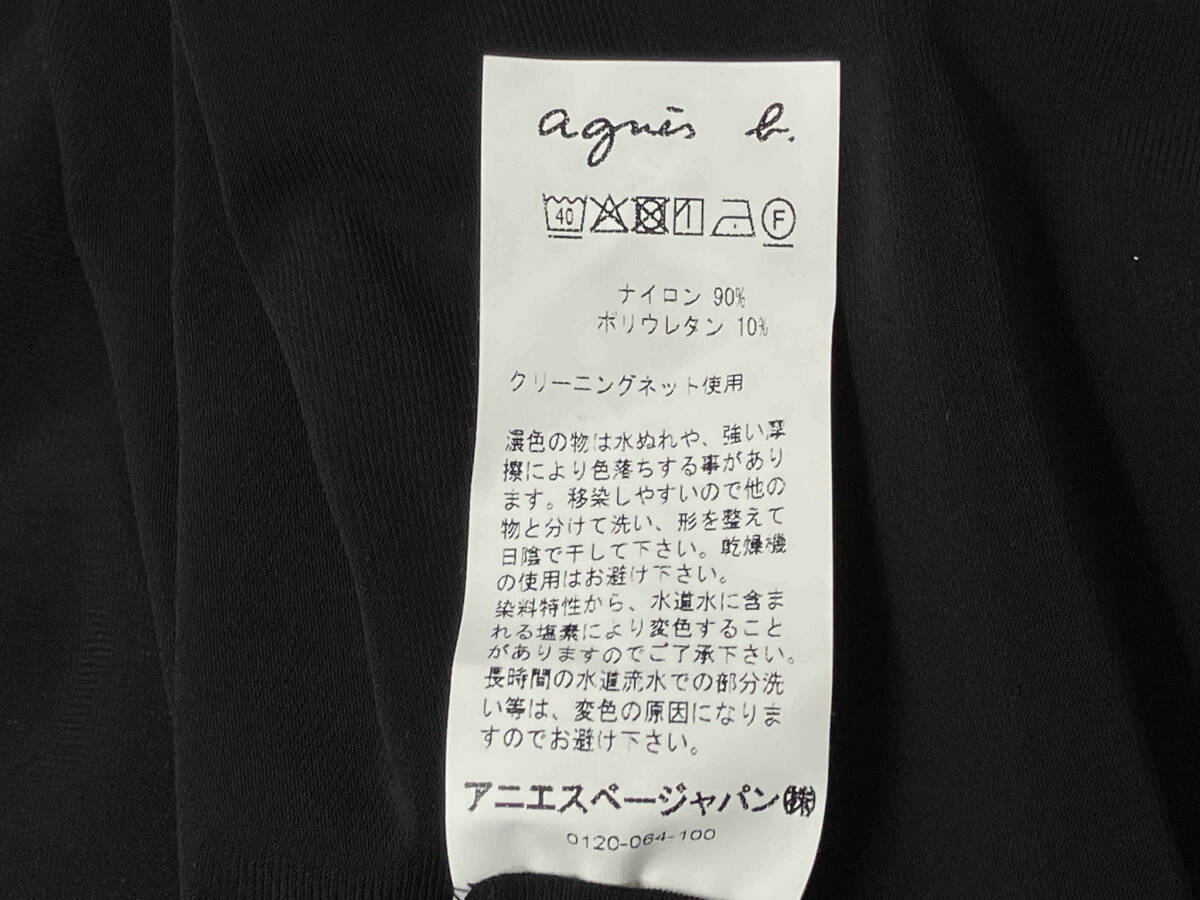 agnès b.
40 F
ナイロン 90%
ポリウレタン 10%
クリーニングネット使用
濃色の物は水ぬれや、強い摩
擦により色落ちする事があり
ます。移染しやすいので他の
物と分けて洗い、形を整えて
日陰で干して下さい。乾燥機
の使用はお避け下さい。
染料特性から、水道水に含ま
れる塩素により変色すること
がありますのでご了承下さい。
長時間の水道流水での部分洗
い等は、変色の原因になりま
すのでお避け下さい。
アニエスベージャパン㈱
0120-064-100